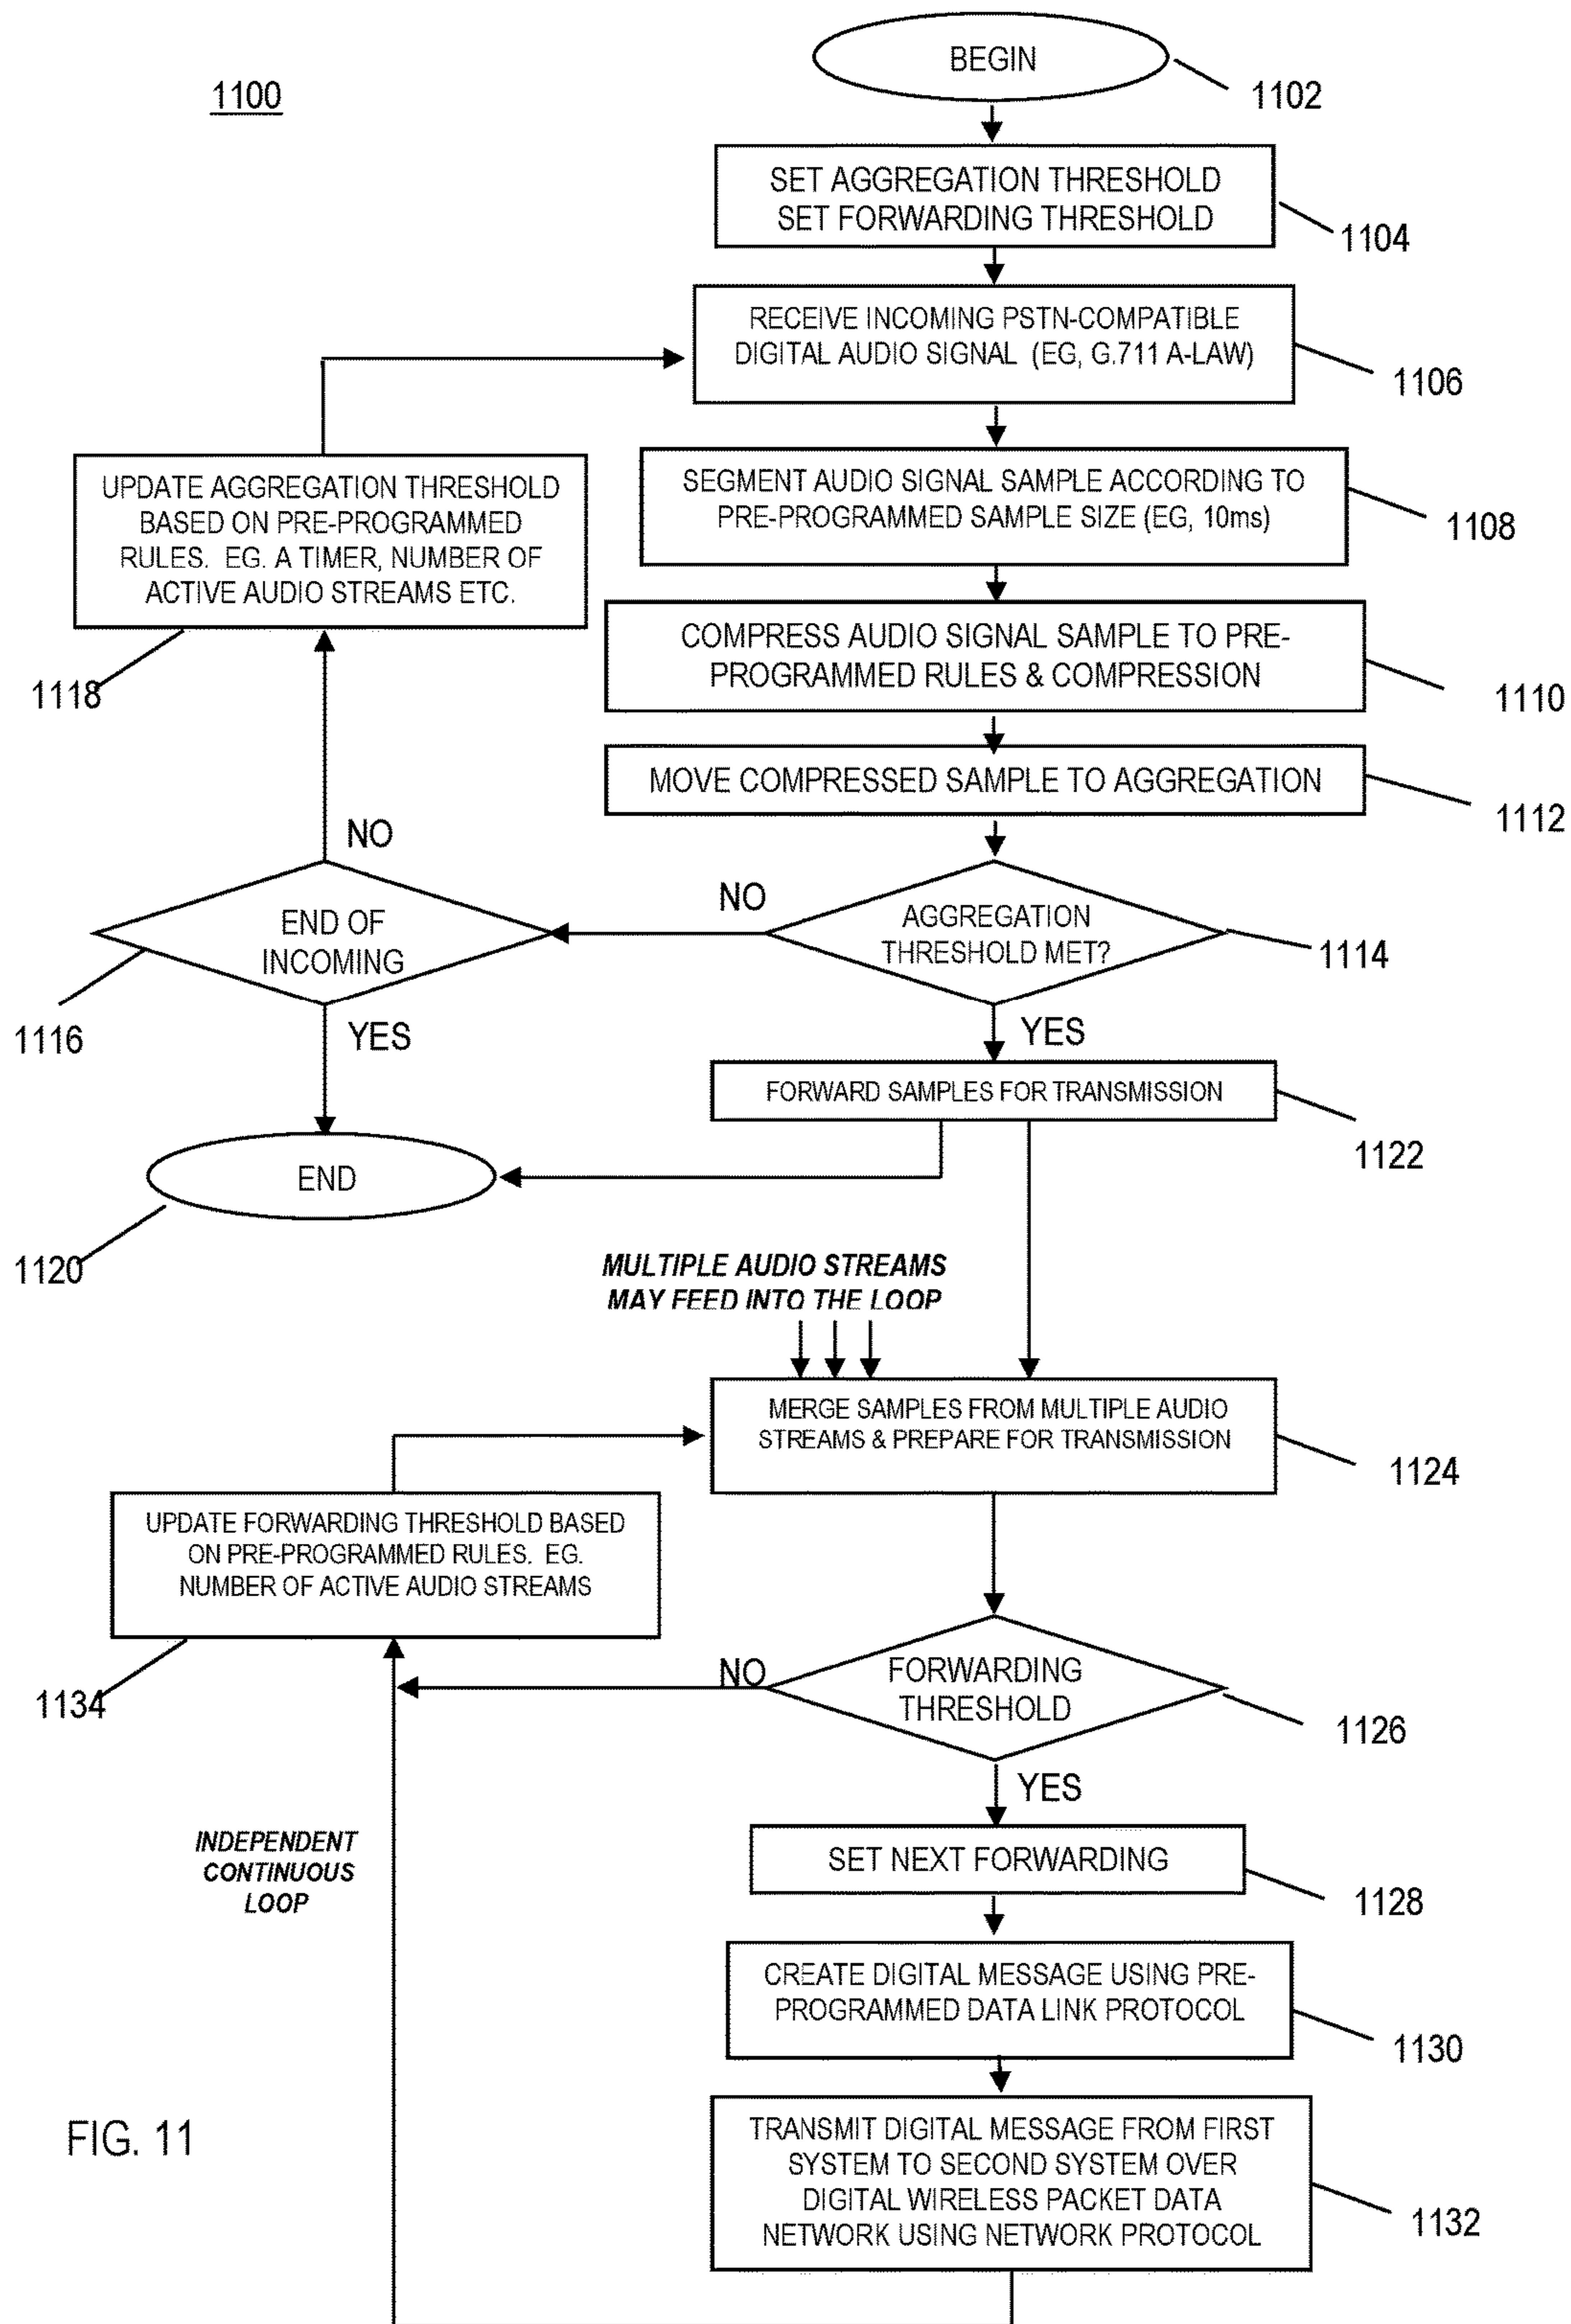 1100
BEGIN
1102
SET AGGREGATION THRESHOLD
SET FORWARDING THRESHOLD
1104
RECEIVE INCOMING PSTN-COMPATIBLE
DIGITAL AUDIO SIGNAL (EG, G.711 A-LAW)
1106
SEGMENT AUDIO SIGNAL SAMPLE ACCORDING TO
PRE-PROGRAMMED SAMPLE SIZE (EG, 10ms)
1108
UPDATE AGGREGATION THRESHOLD
BASED ON PRE-PROGRAMMED
RULES. EG. A TIMER, NUMBER OF
ACTIVE AUDIO STREAMS ETC.
1118
COMPRESS AUDIO SIGNAL SAMPLE TO PRE-
PROGRAMMED RULES & COMPRESSION
1110
MOVE COMPRESSED SAMPLE TO AGGREGATION
1112
NO
END OF
INCOMING
1116
YES
NO
AGGREGATION
THRESHOLD MET?
1114
YES
FORWARD SAMPLES FOR TRANSMISSION
1122
END
1120
MULTIPLE AUDIO STREAMS
MAY FEED INTO THE LOOP
MERGE SAMPLES FROM MULTIPLE AUDIO
STREAMS & PREPARE FOR TRANSMISSION
1124
UPDATE FORWARDING THRESHOLD BASED
ON PRE-PROGRAMMED RULES. EG.
NUMBER OF ACTIVE AUDIO STREAMS
1134
NO
FORWARDING
THRESHOLD
1126
YES
INDEPENDENT
CONTINUOUS
LOOP
SET NEXT FORWARDING
1128
CREATE DIGITAL MESSAGE USING PRE-
PROGRAMMED DATA LINK PROTOCOL
1130
TRANSMIT DIGITAL MESSAGE FROM FIRST
SYSTEM TO SECOND SYSTEM OVER
DIGITAL WIRELESS PACKET DATA
NETWORK USING NETWORK PROTOCOL
1132
FIG. 11